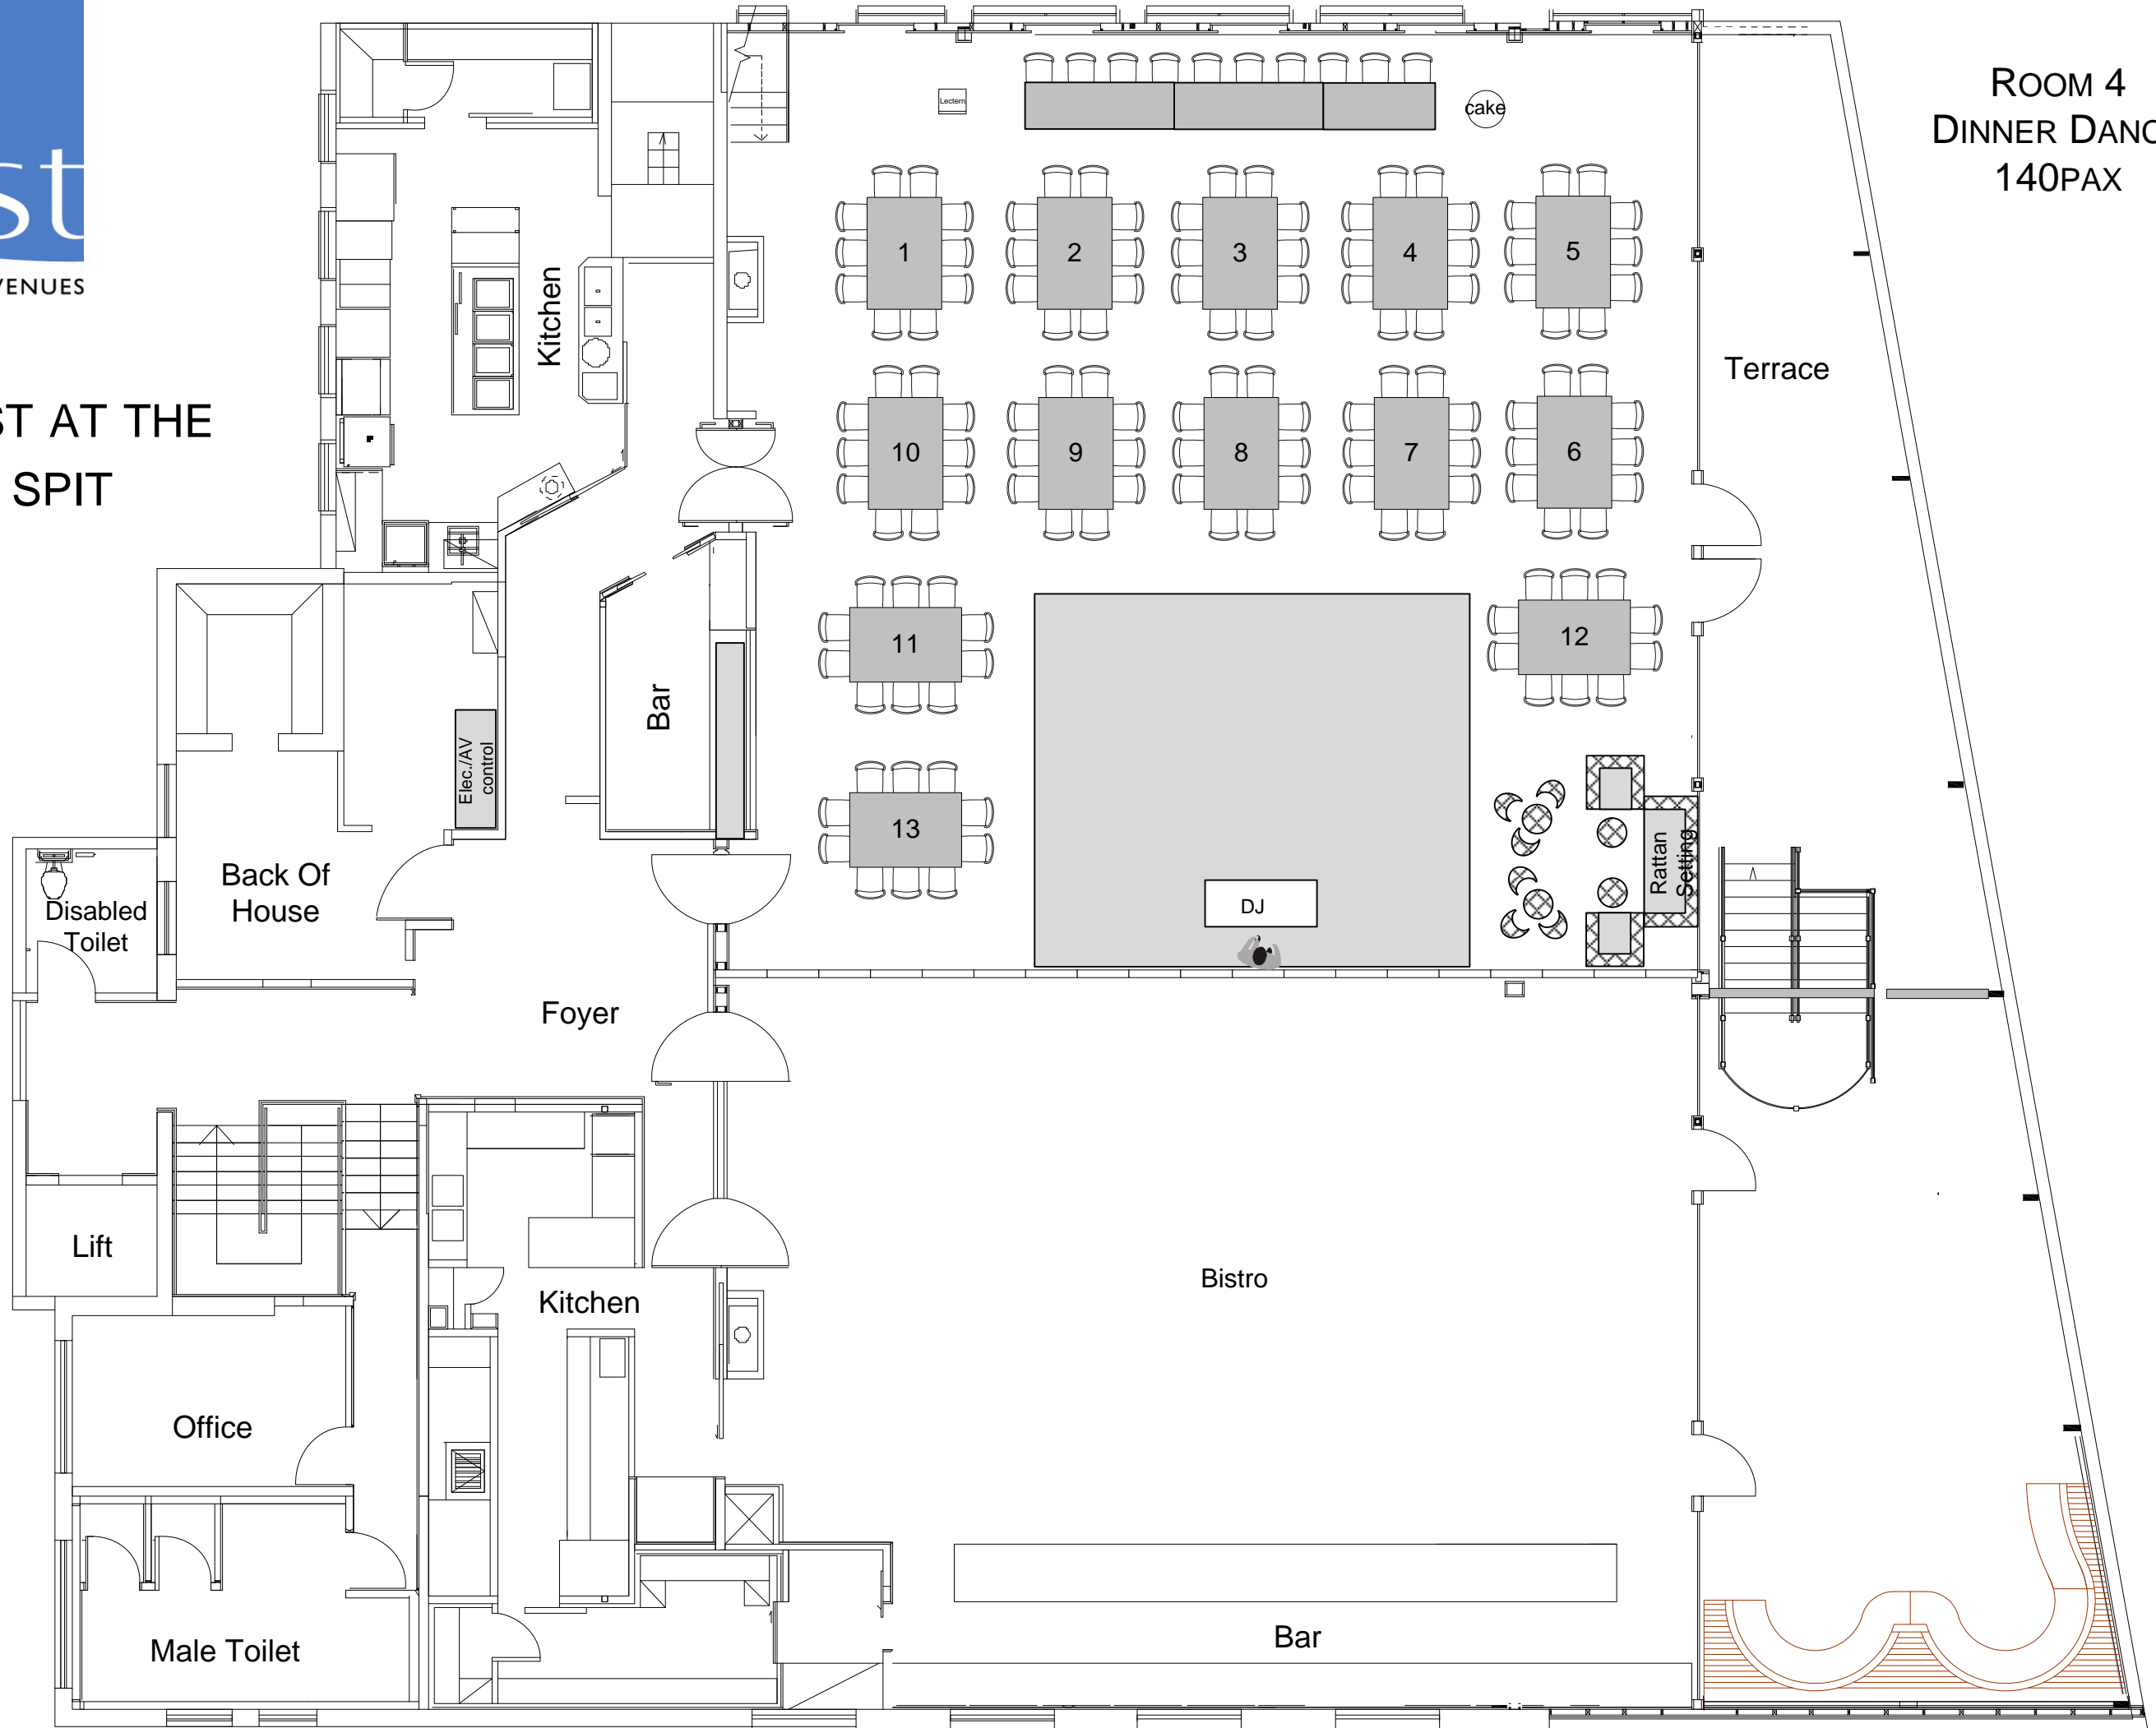 st
VENUES
ST AT THE
SPIT
ROOM 4
DINNER DANC
140PAX
Lectern
cake
1
2
3
4
5
10
9
8
7
6
11
12
13
DJ
Rattan
Setting
Terrace
Kitchen
Bar
Elec./AV
control
Back Of
House
Disabled
Toilet
Foyer
Lift
Kitchen
Bistro
Office
Male Toilet
Bar